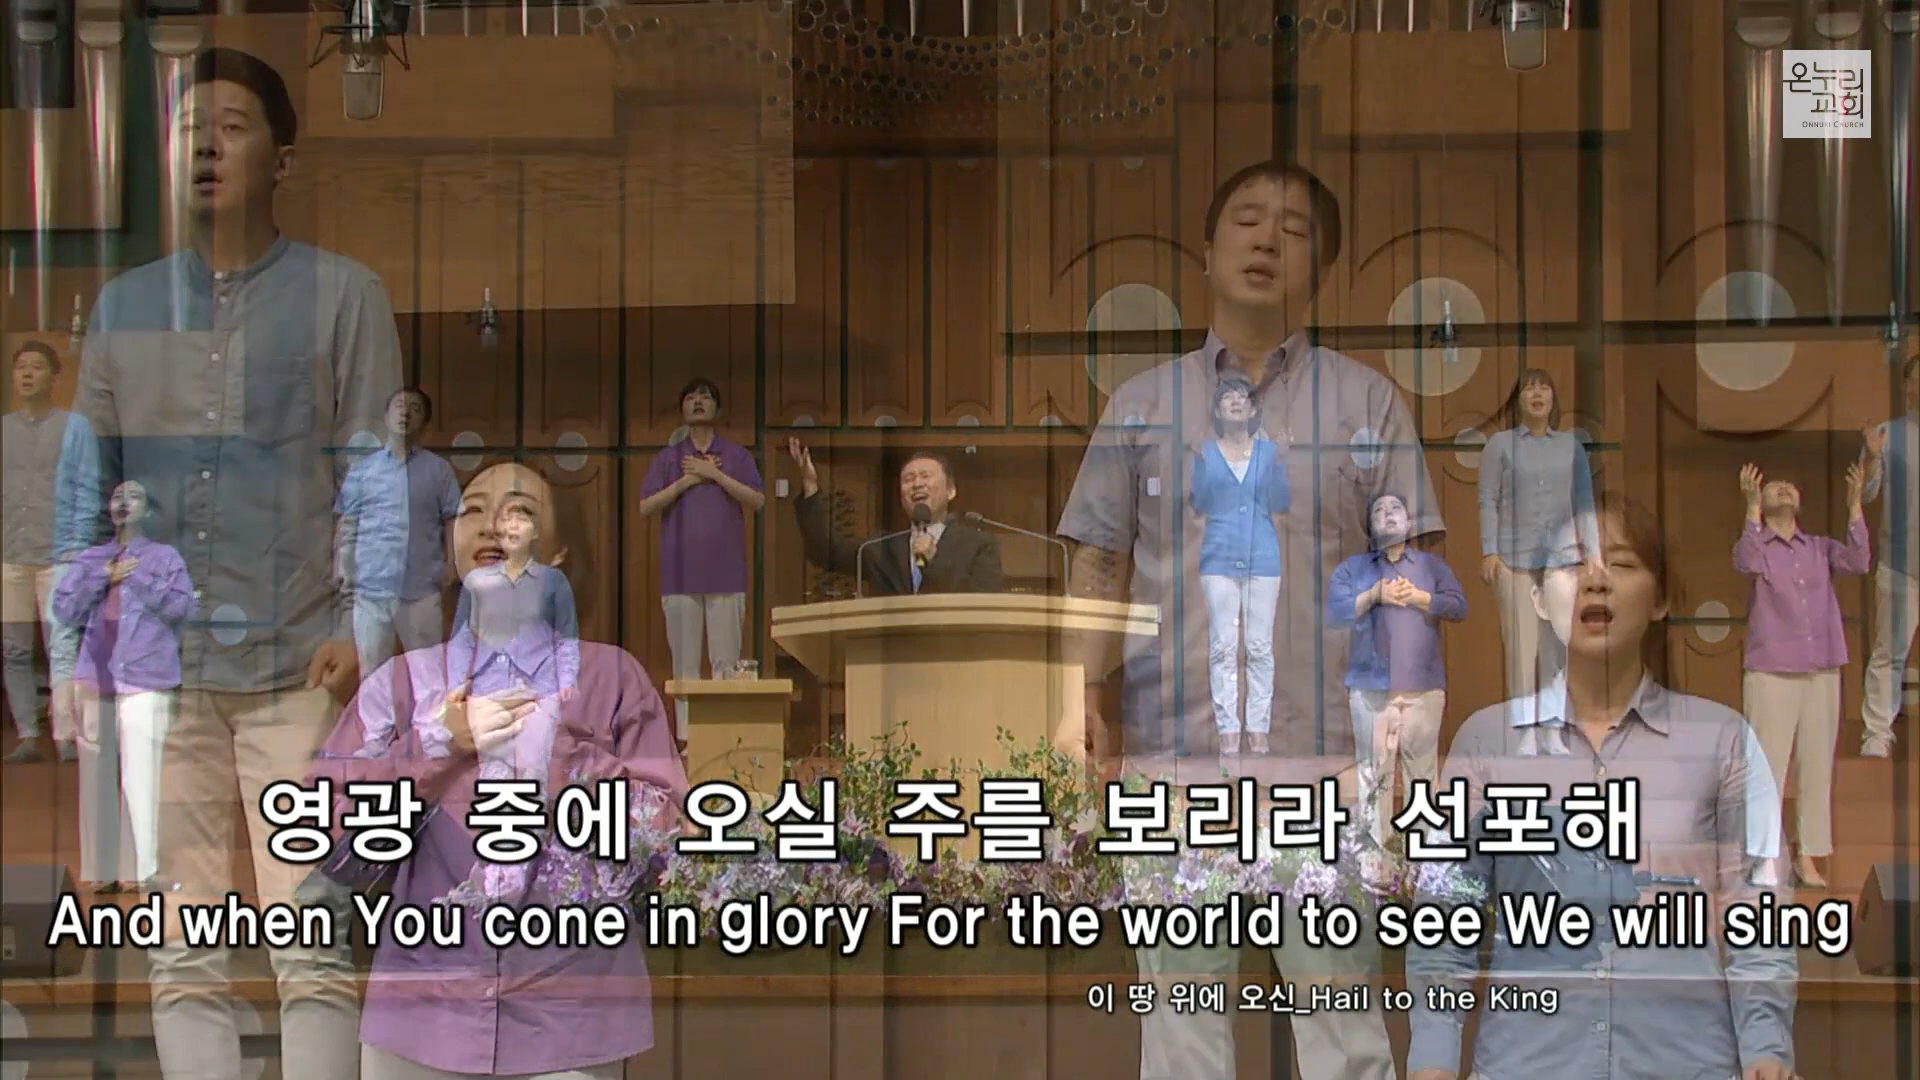 온누리
교회
ONNURI CHURCH
영광 중에 오실 주를 보리라 선포해
And when You cone in glory For the world to see We will sing
이 땅 위에 오신_Hail to the King